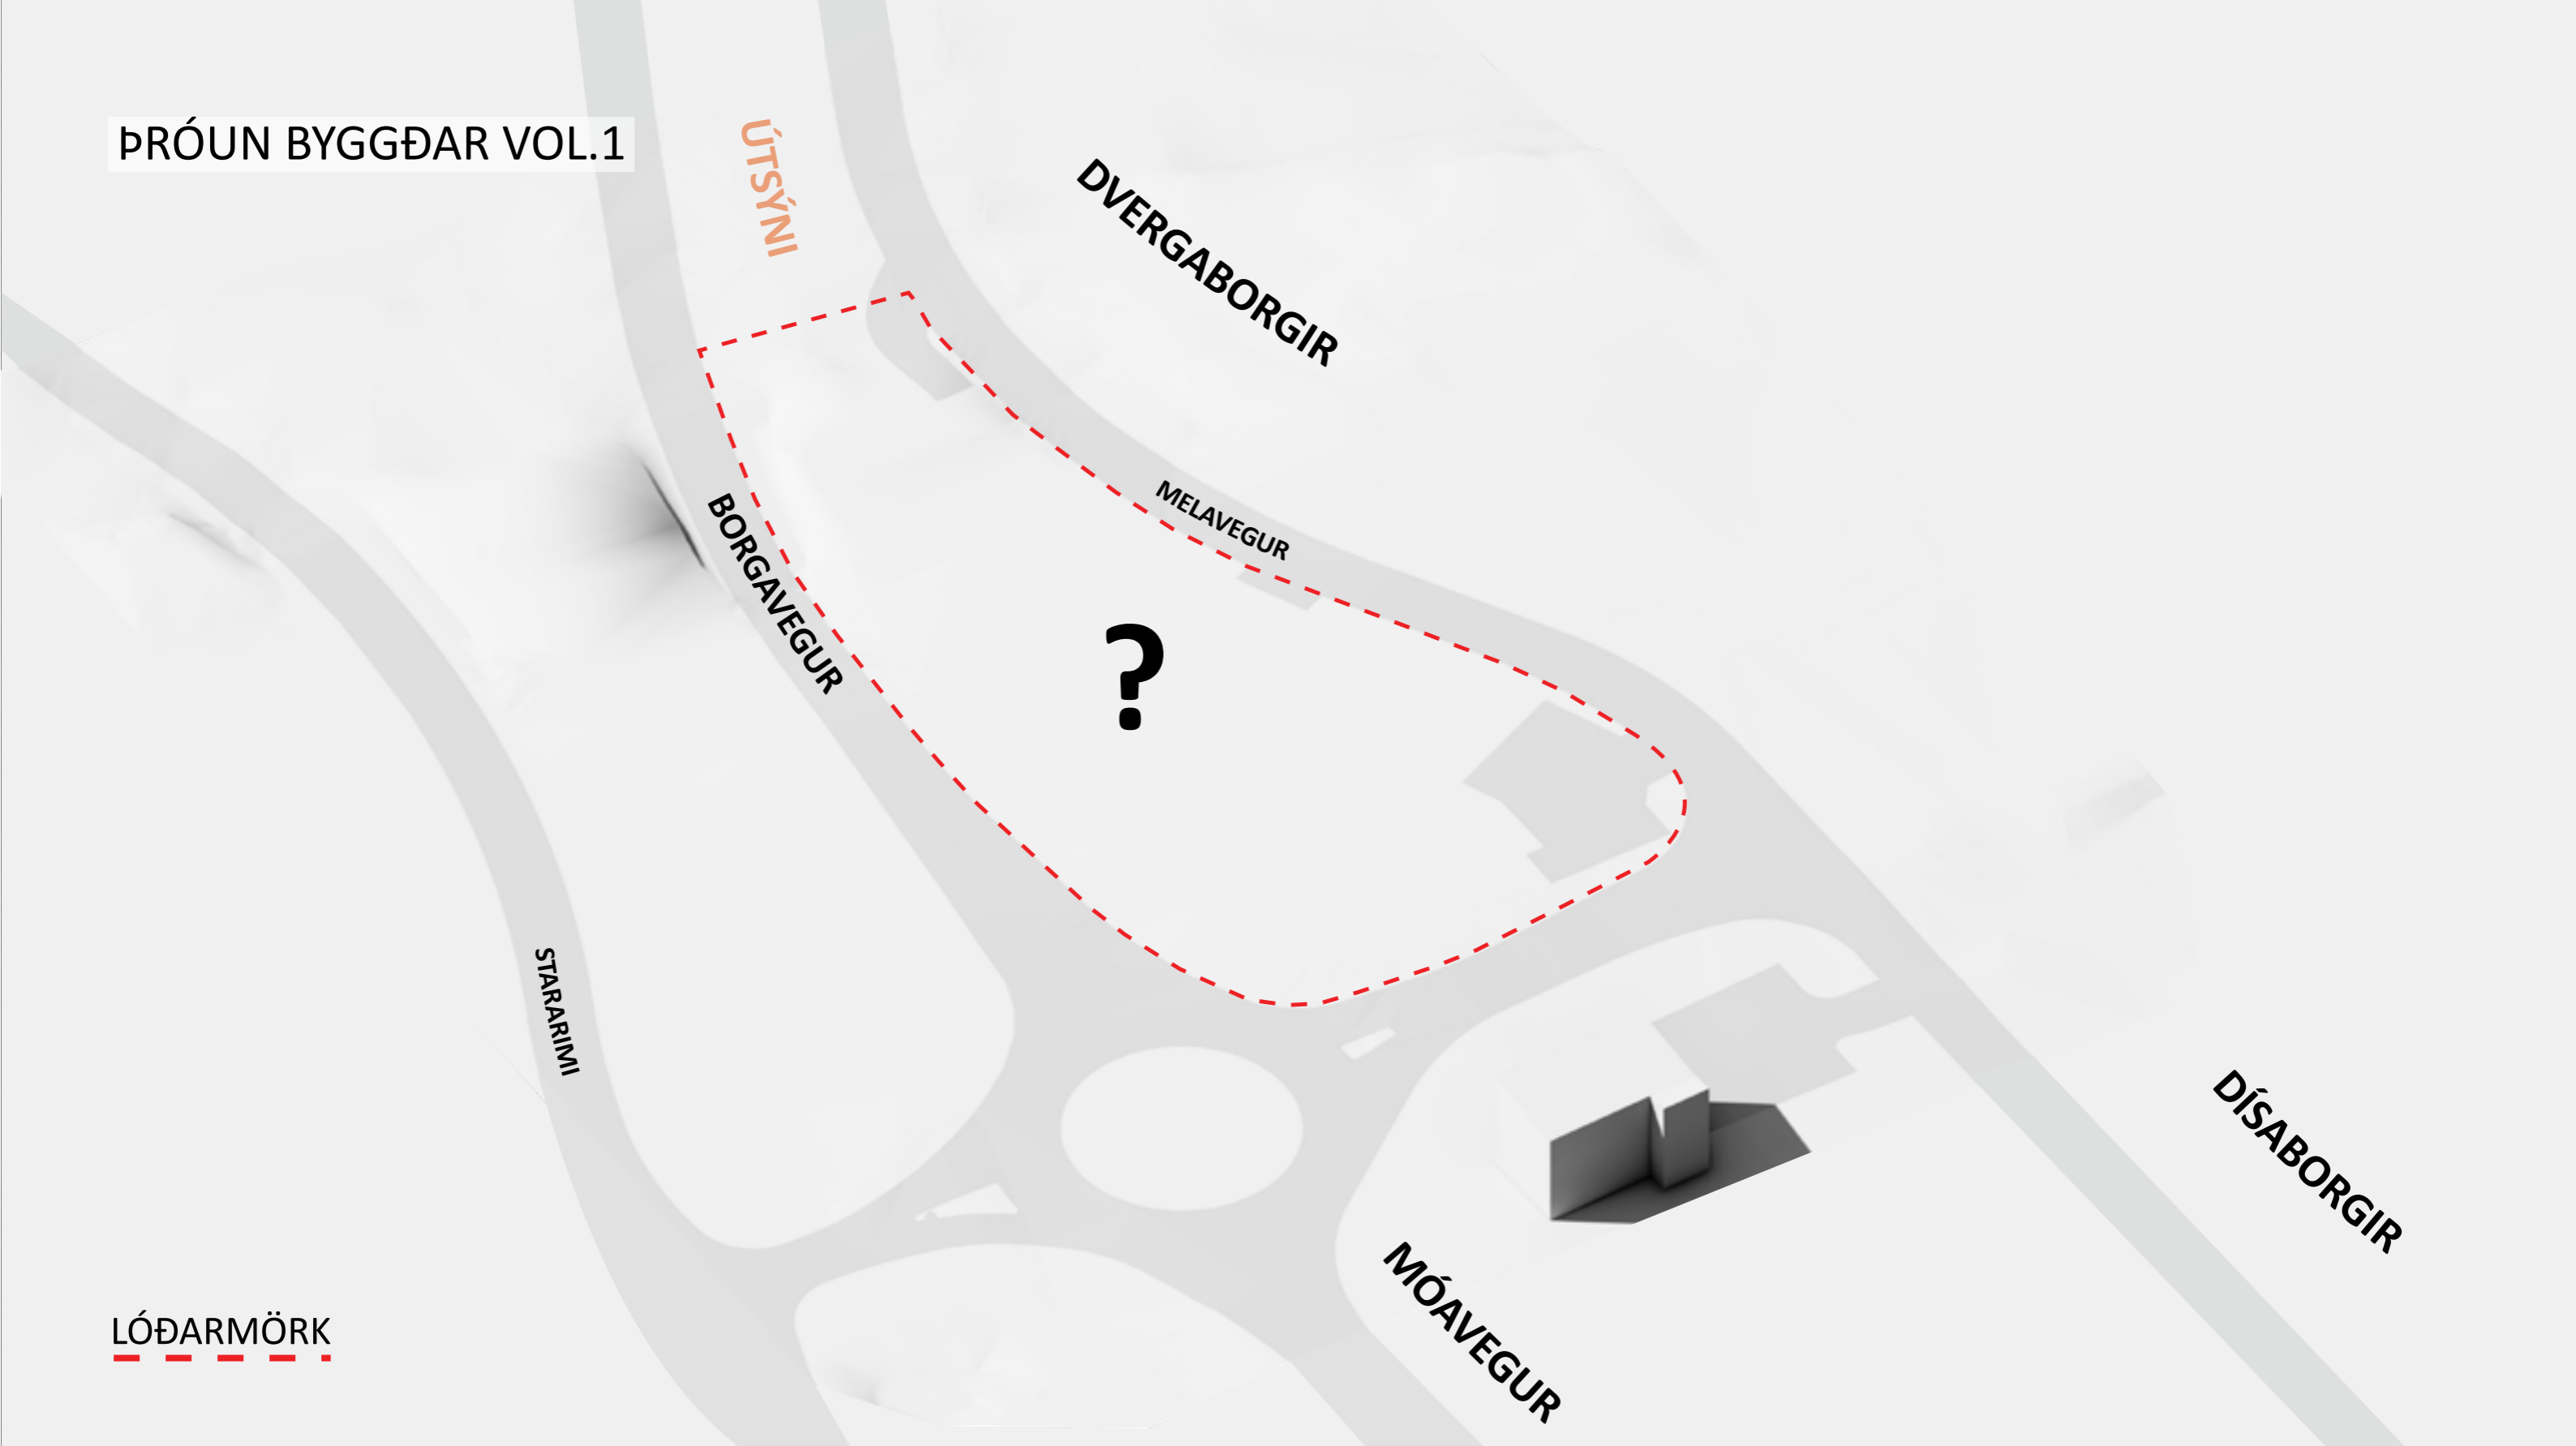 ÞRÓUN BYGGÐAR VOL.1
ÚTSÝNI
DVERGABORGIR
MELAVEGUR
BORGAVEGUR
?
STARARIMI
DÍSABORGIR
MÓAVEGUR
LÓÐARMÖRK